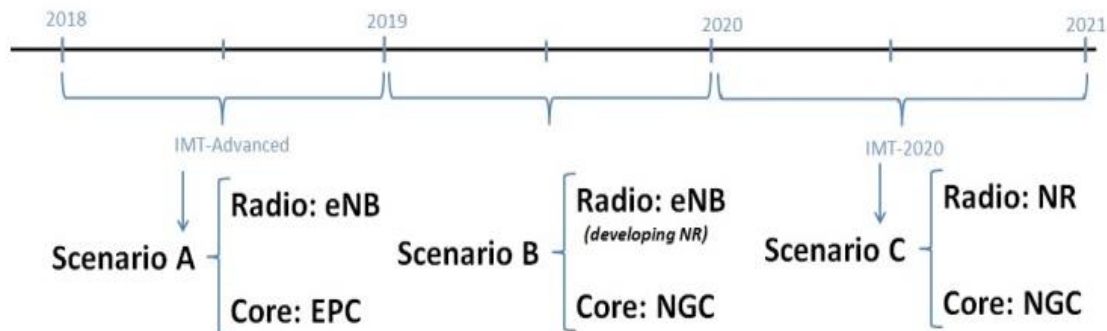 2018 2019 2020 2021
IMT-Advanced IMT-2020
Radio: eNB Radio: eNB Radio: NR
(developing NR)
Scenario A Scenario B Scenario C
Core: EPC Core: NGC Core: NGC